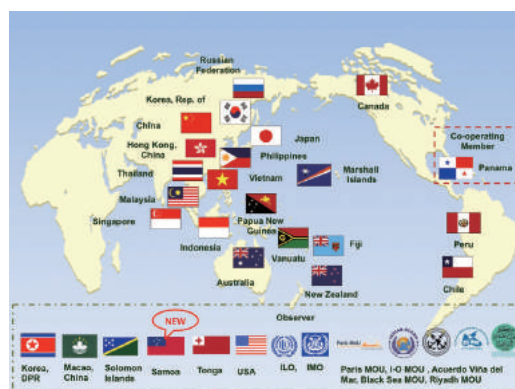 Russian
Federation
Korea, Rep. of
Canada
China
Japan
Co-operating
Member
Hong Kong,
China
Philippines
Panama
Thailand
Vietnam
Marshall
Islands
Malaysia
Singapore
Papua New
Guinea
Indonesia
Vanuatu
Fiji
Peru
Australia
New Zealand
Chile
Observer
NEW
Korea,
DPR
Macao,
China
Solomon
Islands
Samoa
Tonga
USA
ILO,
IMO
Paris MOU, I-O MOU , Acuerdo Viña del
Mar, Black Sea MOU, Riyadh MOU
Paris MoU